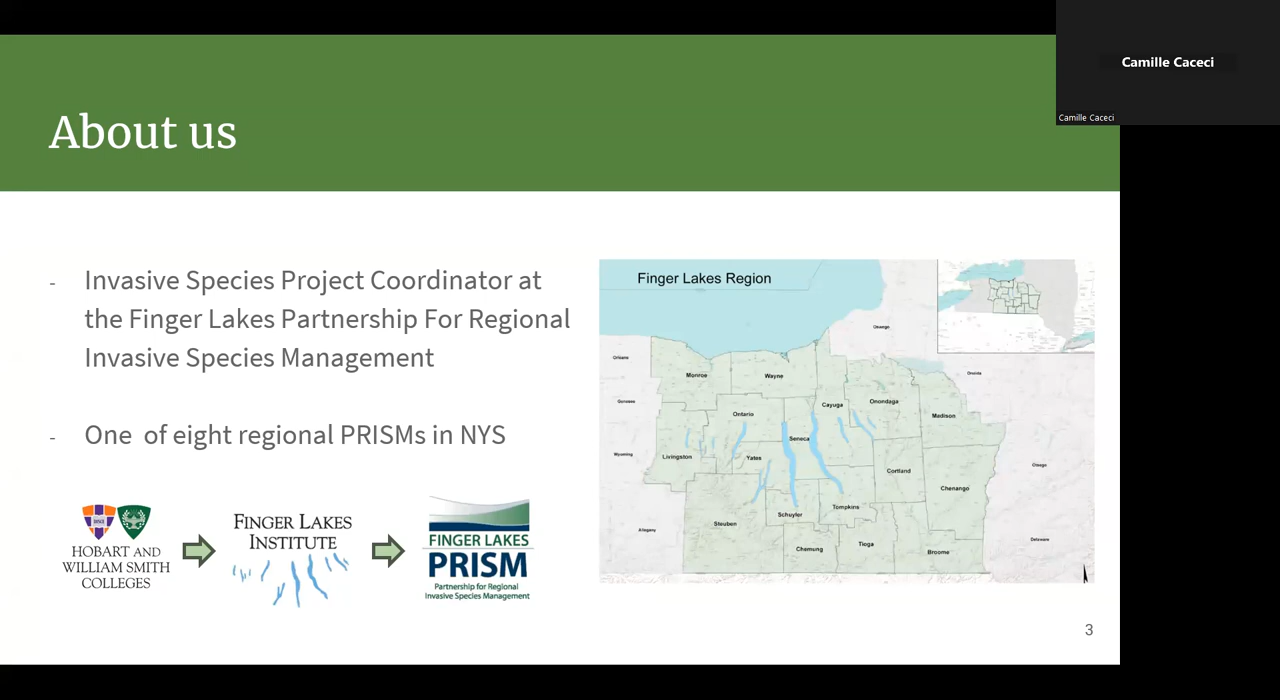 Camille Caceci
Camille Caceci
About us
- Invasive Species Project Coordinator at
the Finger Lakes Partnership For Regional
Invasive Species Management
- One of eight regional PRISMs in NYS
HOBART AND
WILLIAM SMITH
COLLEGES
FINGER LAKES
INSTITUTE
FINGER LAKES
PRISM
Partnership for Regional
Invasive Species Management
Finger Lakes Region
Oswego
Orleans
Oneida
Monroe
Wayne
Genesee
Cayuga
Onondaga
Ontario
Madison
Seneca
Wyoming
Livingston
Yates
Cortland
Otsego
Chenango
Tompkins
Schuyler
Steuben
Allegany
Chemung
Tioga
Broome
Delaware
3